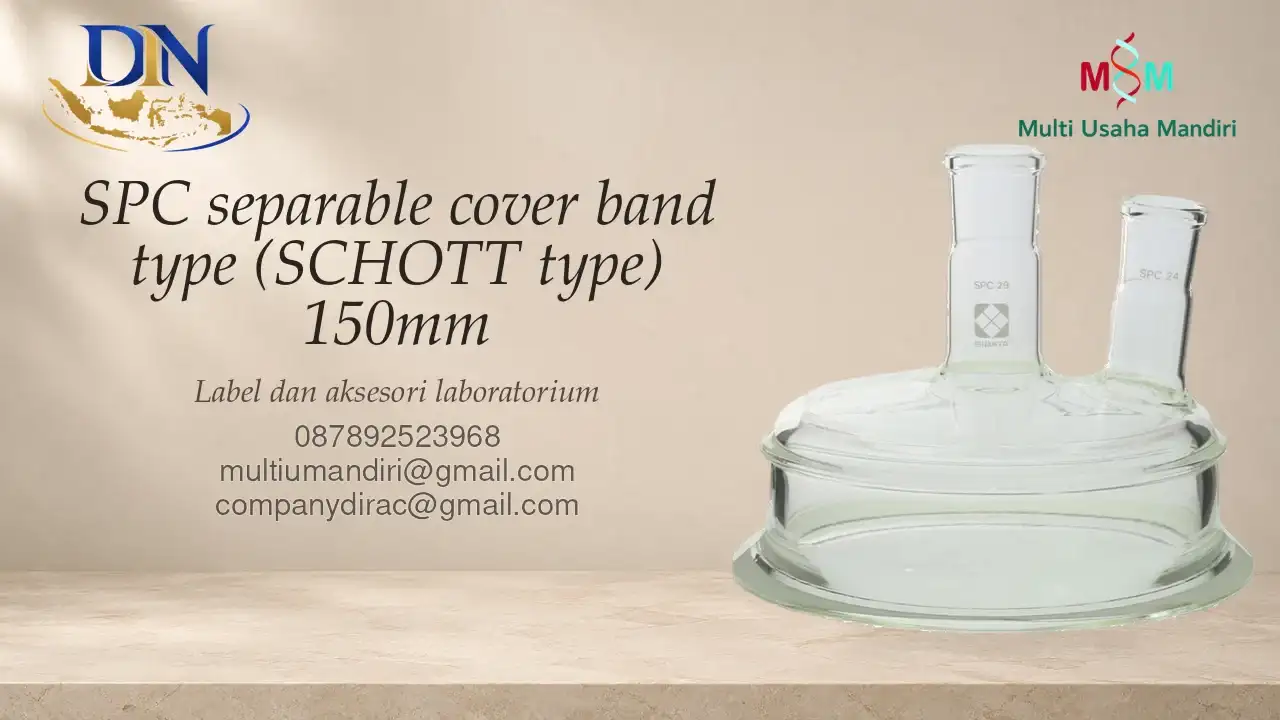 DN
MSM
Multi Usaha Mandiri
SPC separable cover band
type (SCHOTT type)
150mm
Label dan aksesori laboratorium
087892523968
multiumandiri@gmail.com
companydirac@gmail.com
SPC 29
SPC 24